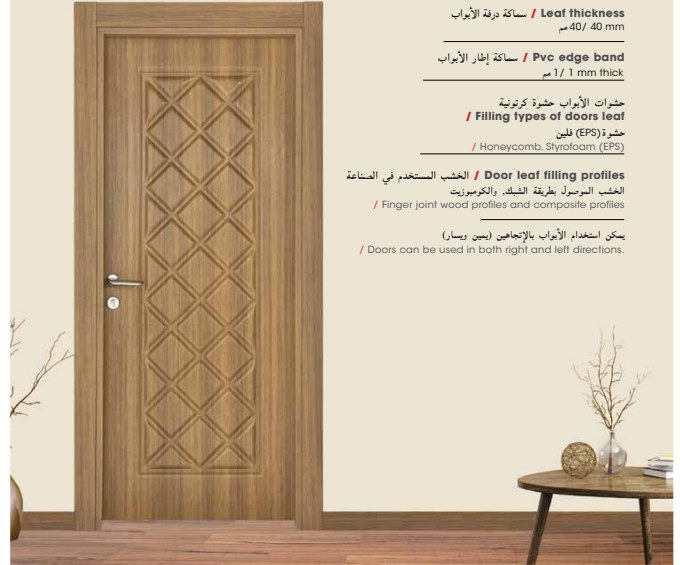 سماكة درفة الأبواب / Leaf thickness
40/ 40 mm مم
سماكة إطار الأبواب / Pvc edge band
1/ 1 mm thick مم
حشوات الأبواب حشوة كرتونية
/ Filling types of doors leaf
حشوة (EPS) فلين
/ Honeycomb, Styrofoam (EPS)
الخشب المستخدم في الصناعة / Door leaf filling profiles
الخشب الموصول بطريقة الشبك، والكومبوزيت
/ Finger joint wood profiles and composite profiles
يمكن استخدام الأبواب بالإتجاهين (يمين ويسار)
/ Doors can be used in both right and left directions.